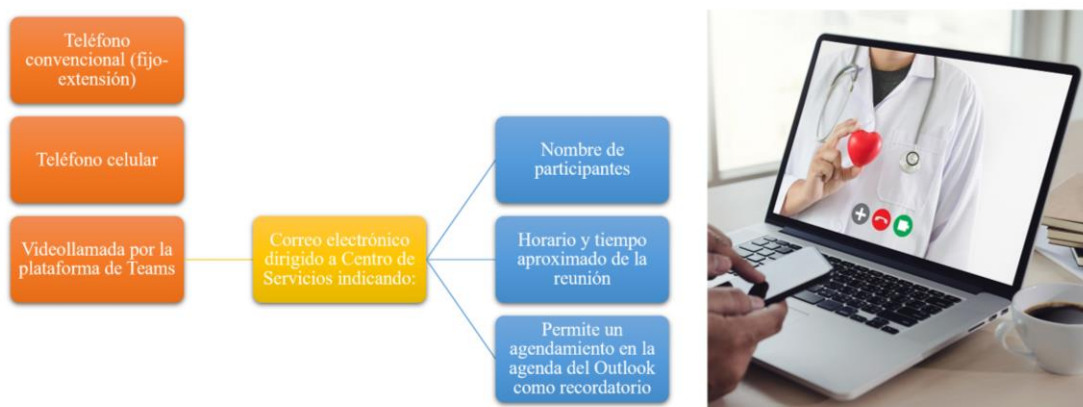 Teléfono
convencional (fijo-
extensión)
Teléfono celular
Videollamada por la
plataforma de Teams
Correo electrónico
dirigido a Centro de
Servicios indicando:
Nombre de
participantes
Horario y tiempo
aproximado de la
reunión
Permite un
agendamiento en la
agenda del Outlook
como recordatorio